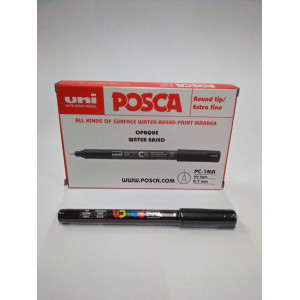 uni
MITSUBISHI PENCIL
POSCA
Round tip/
Extra fine
ALL KINDS OF SURFACE WATER-BASED PAINT MARKER
OPAQUE
WATER BASED
WWW.POSCA.COM
PC-1MR
0.7 mm
POSCA